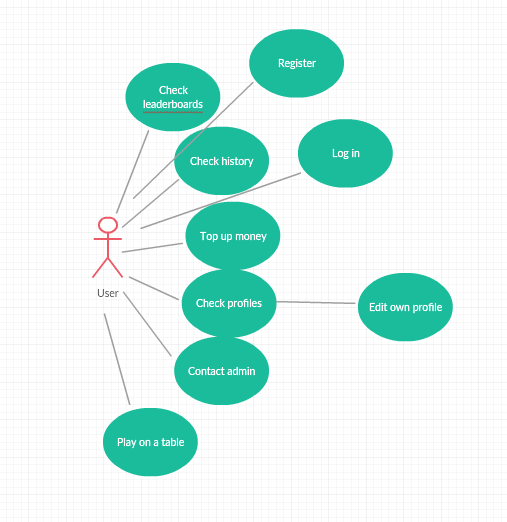 Register
Check
leaderboards
Log in
Check history
Top up money
User
Check profiles
Edit own profile
Contact admin
Play on a table